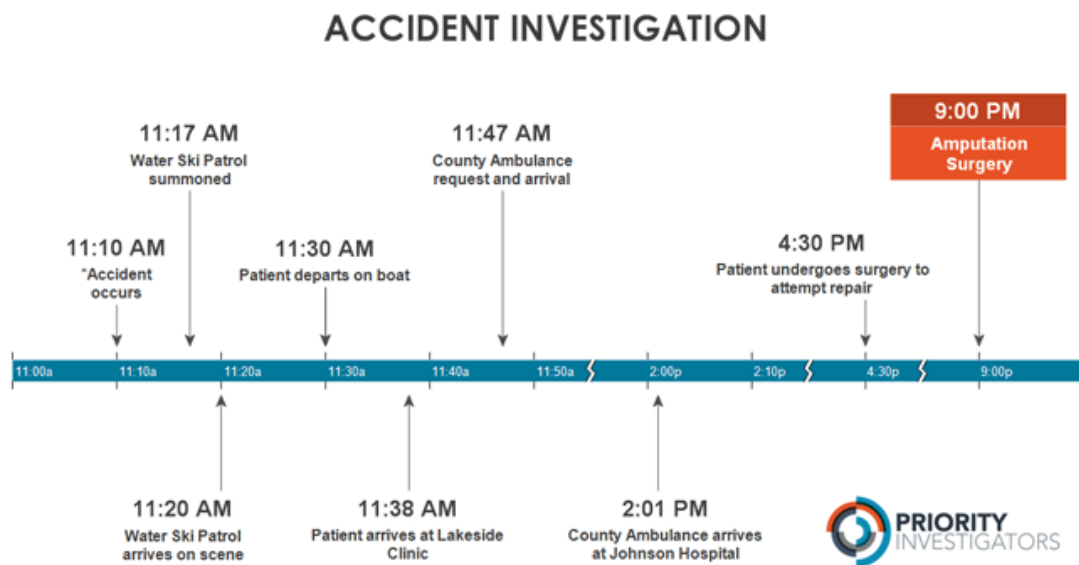 ACCIDENT INVESTIGATION
9:00 PM
Amputation
Surgery
11:17 AM
Water Ski Patrol
summoned
11:47 AM
County Ambulance
request and arrival
11:10 AM
*Accident
occurs
11:30 AM
Patient departs on boat
4:30 PM
Patient undergoes surgery to
attempt repair
11:00a
11:10a
11:20a
11:30a
11:40a
11:50a
2:00p
2:10p
4:30p
9:00p
11:20 AM
Water Ski Patrol
arrives on scene
11:38 AM
Patient arrives at Lakeside
Clinic
2:01 PM
County Ambulance arrives
at Johnson Hospital
PRIORITY
INVESTIGATORS